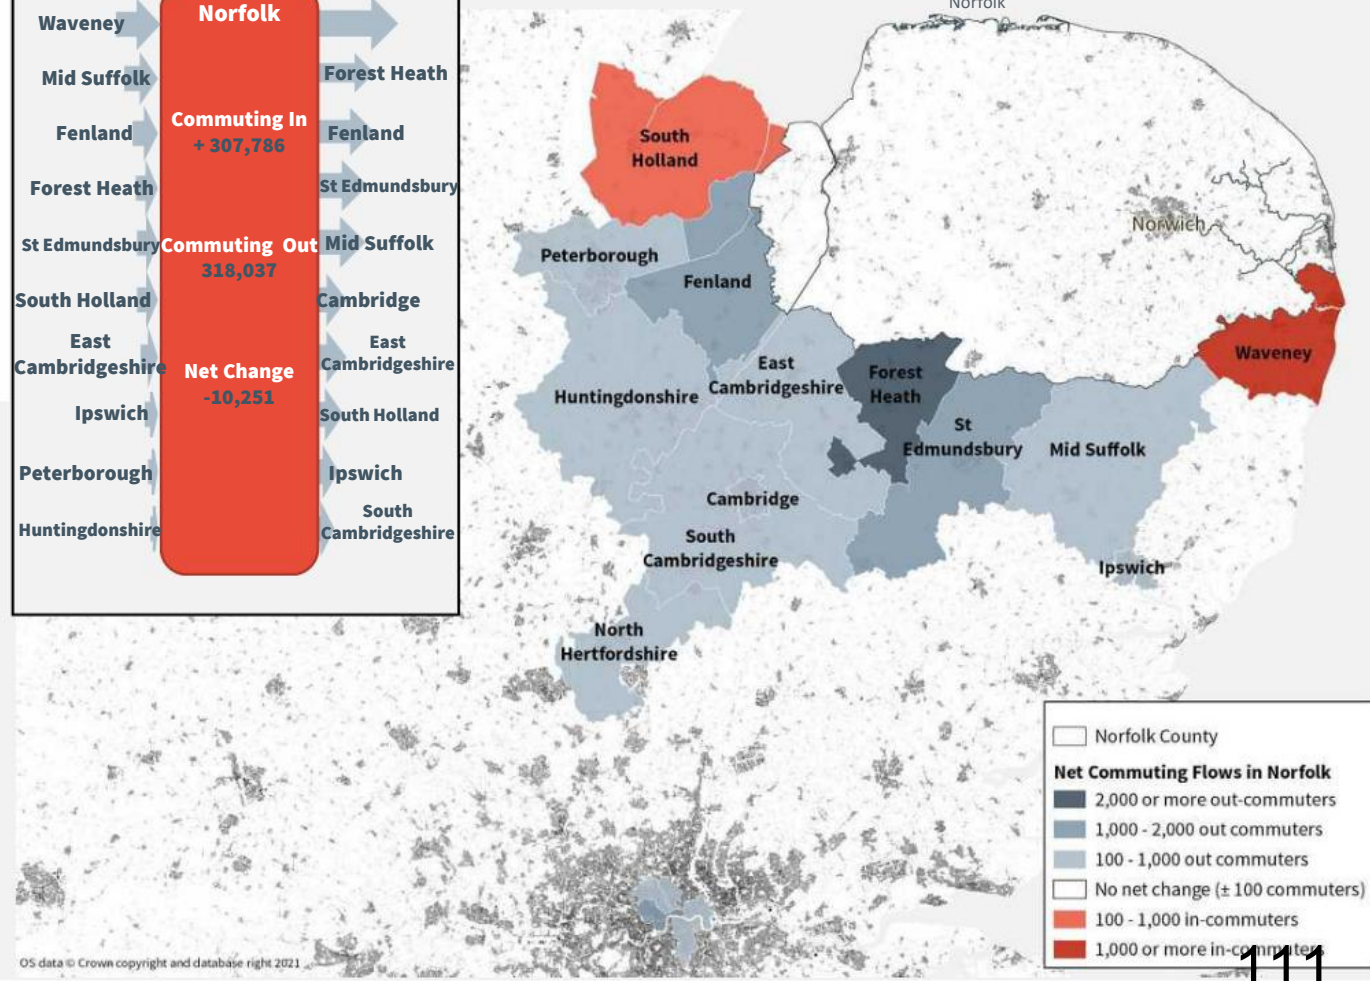 Norfolk
Norfolk
Waveney
Mid Suffolk
Fenland
Forest Heath
St Edmundsbury
South Holland
East
Cambridgeshire
Ipswich
Peterborough
Huntingdonshire
Commuting In
+ 307,786
Commuting Out
318,037
Net Change
-10,251
Forest Heath
Fenland
St Edmundsbury
Mid Suffolk
Cambridge
East
Cambridgeshire
South Holland
Ipswich
South
Cambridgeshire
South
Holland
Norwich
Peterborough
Fenland
Waveney
East
Cambridgeshire
Forest
Heath
Huntingdonshire
St
Edmundsbury
Mid Suffolk
Cambridge
South
Cambridgeshire
Ipswich
North
Hertfordshire
Norfolk County
Net Commuting Flows in Norfolk
2,000 or more out-commuters
1,000 - 2,000 out commuters
100 - 1,000 out commuters
No net change (± 100 commuters)
100 - 1,000 in-commuters
1,000 or more in-commuters
OS data © Crown copyright and database right 2021
111